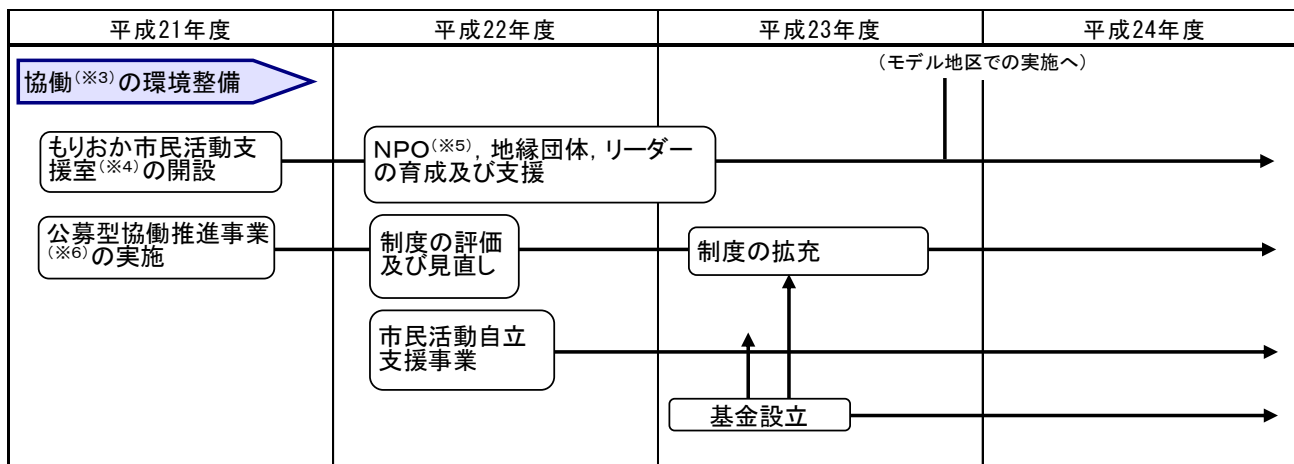 平成21年度
平成22年度
平成23年度
平成24年度
協働(※3)の環境整備
(モデル地区での実施へ)
もりおか市民活動支
援室(※4)の開設
NPO(※5),地縁団体,リーダー
の育成及び支援
公募型協働推進事業
(※6)の実施
制度の評価
及び見直し
制度の拡充
市民活動自立
支援事業
基金設立